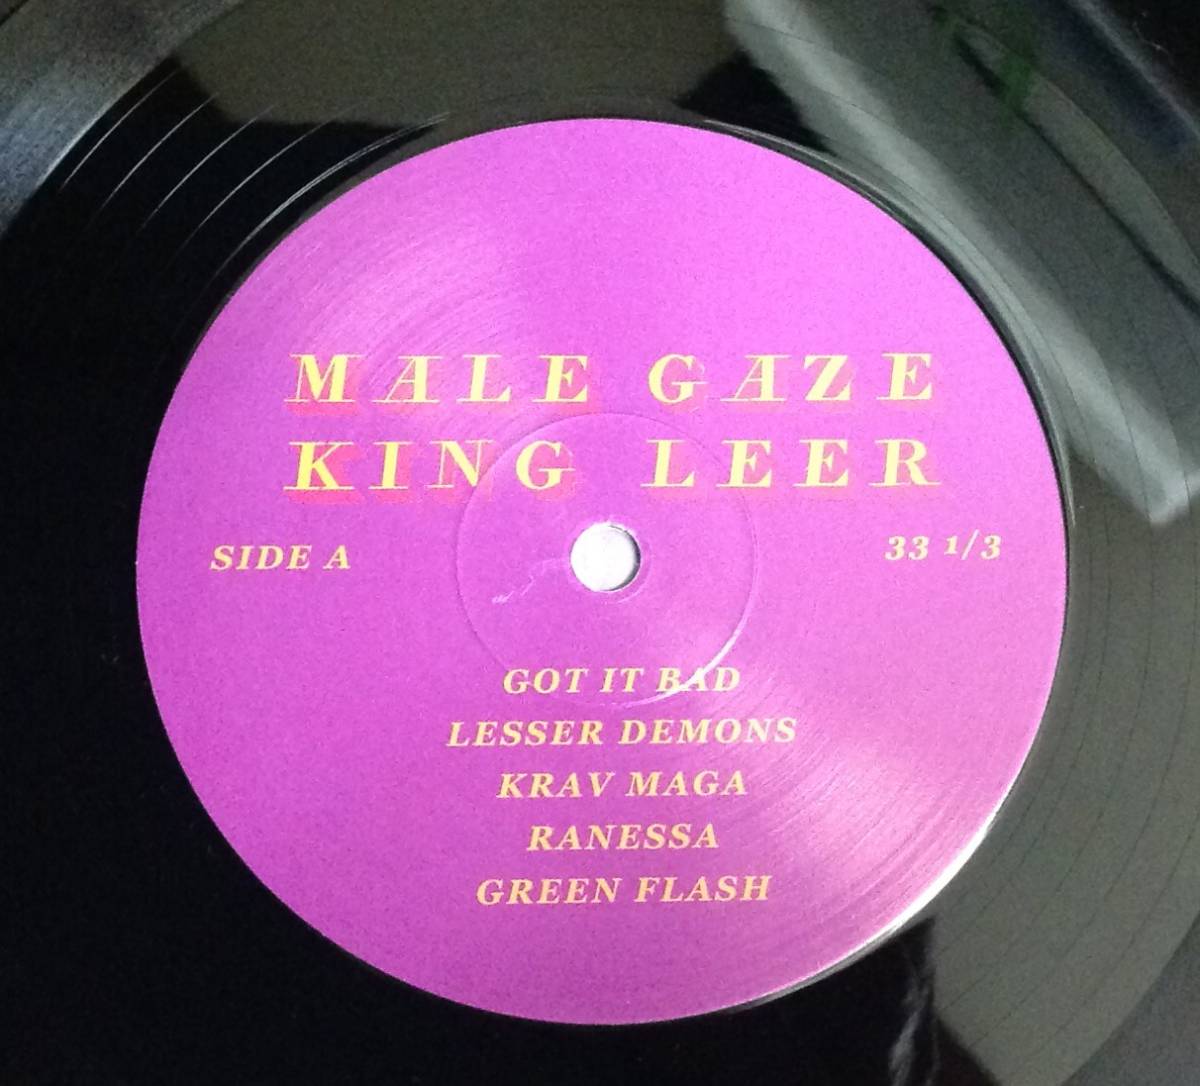 MALE GAZE
KING LEER
SIDE A
33 1/3
GOT IT BAD
LESSER DEMONS
KRAV MAGA
RANESSA
GREEN FLASH